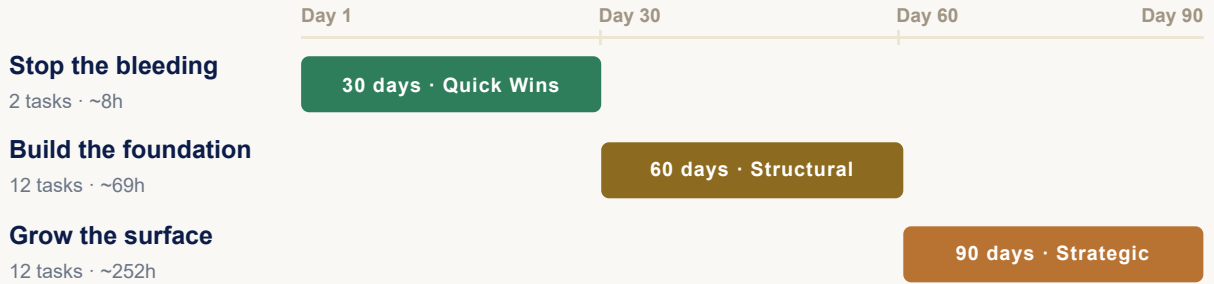 Day 1 Day 30 Day 60 Day 90
Stop the bleeding
2 tasks · ~8h
30 days · Quick Wins
Build the foundation
12 tasks · ~69h
60 days · Structural
Grow the surface
12 tasks · ~252h
90 days · Strategic